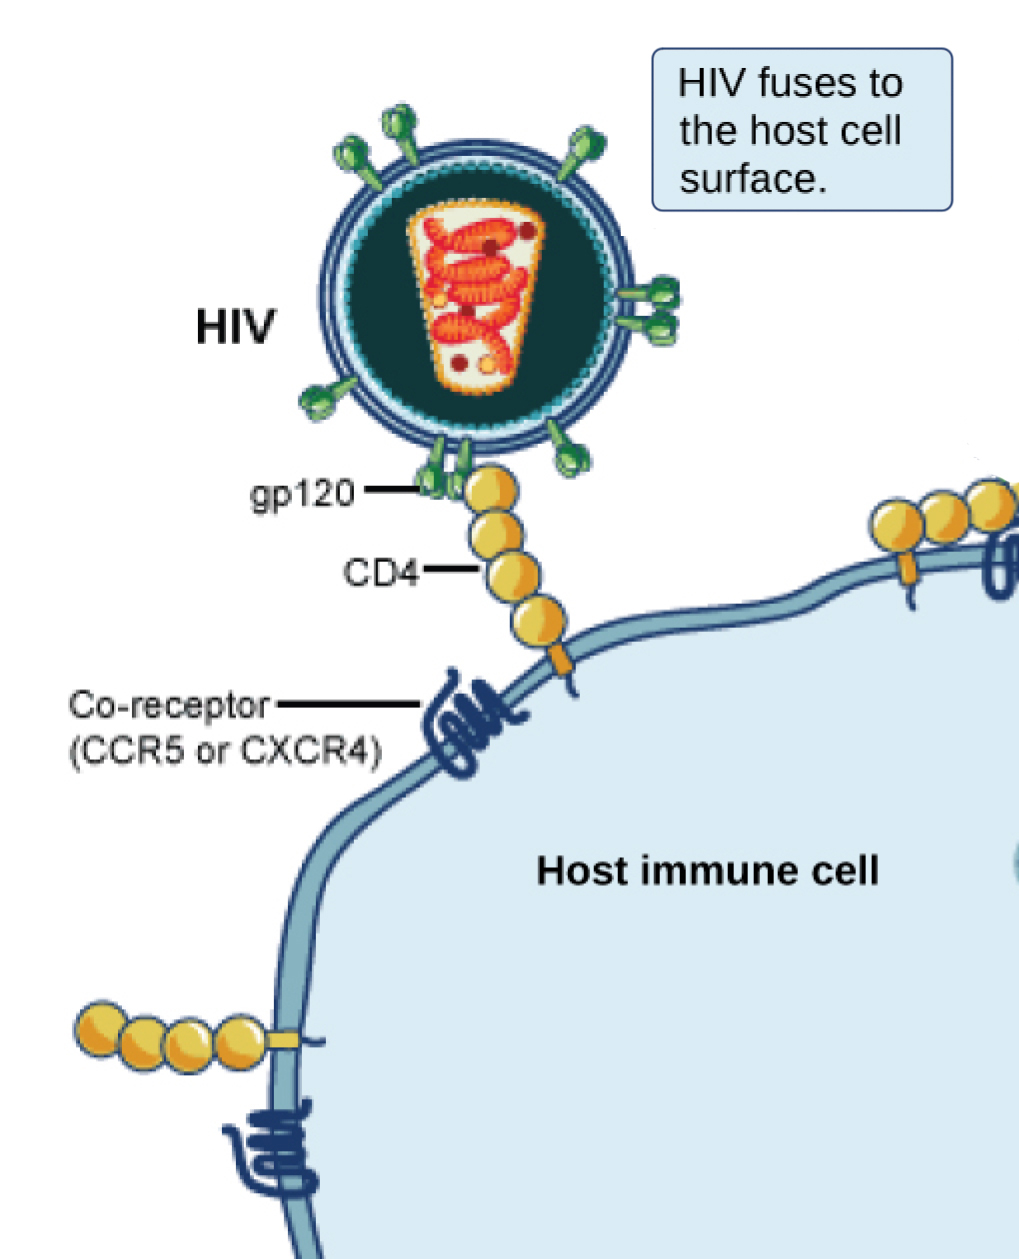 HIV fuses to
the host cell
surface.
HIV
gp120
CD4
Co-receptor
(CCR5 or CXCR4)
Host immune cell